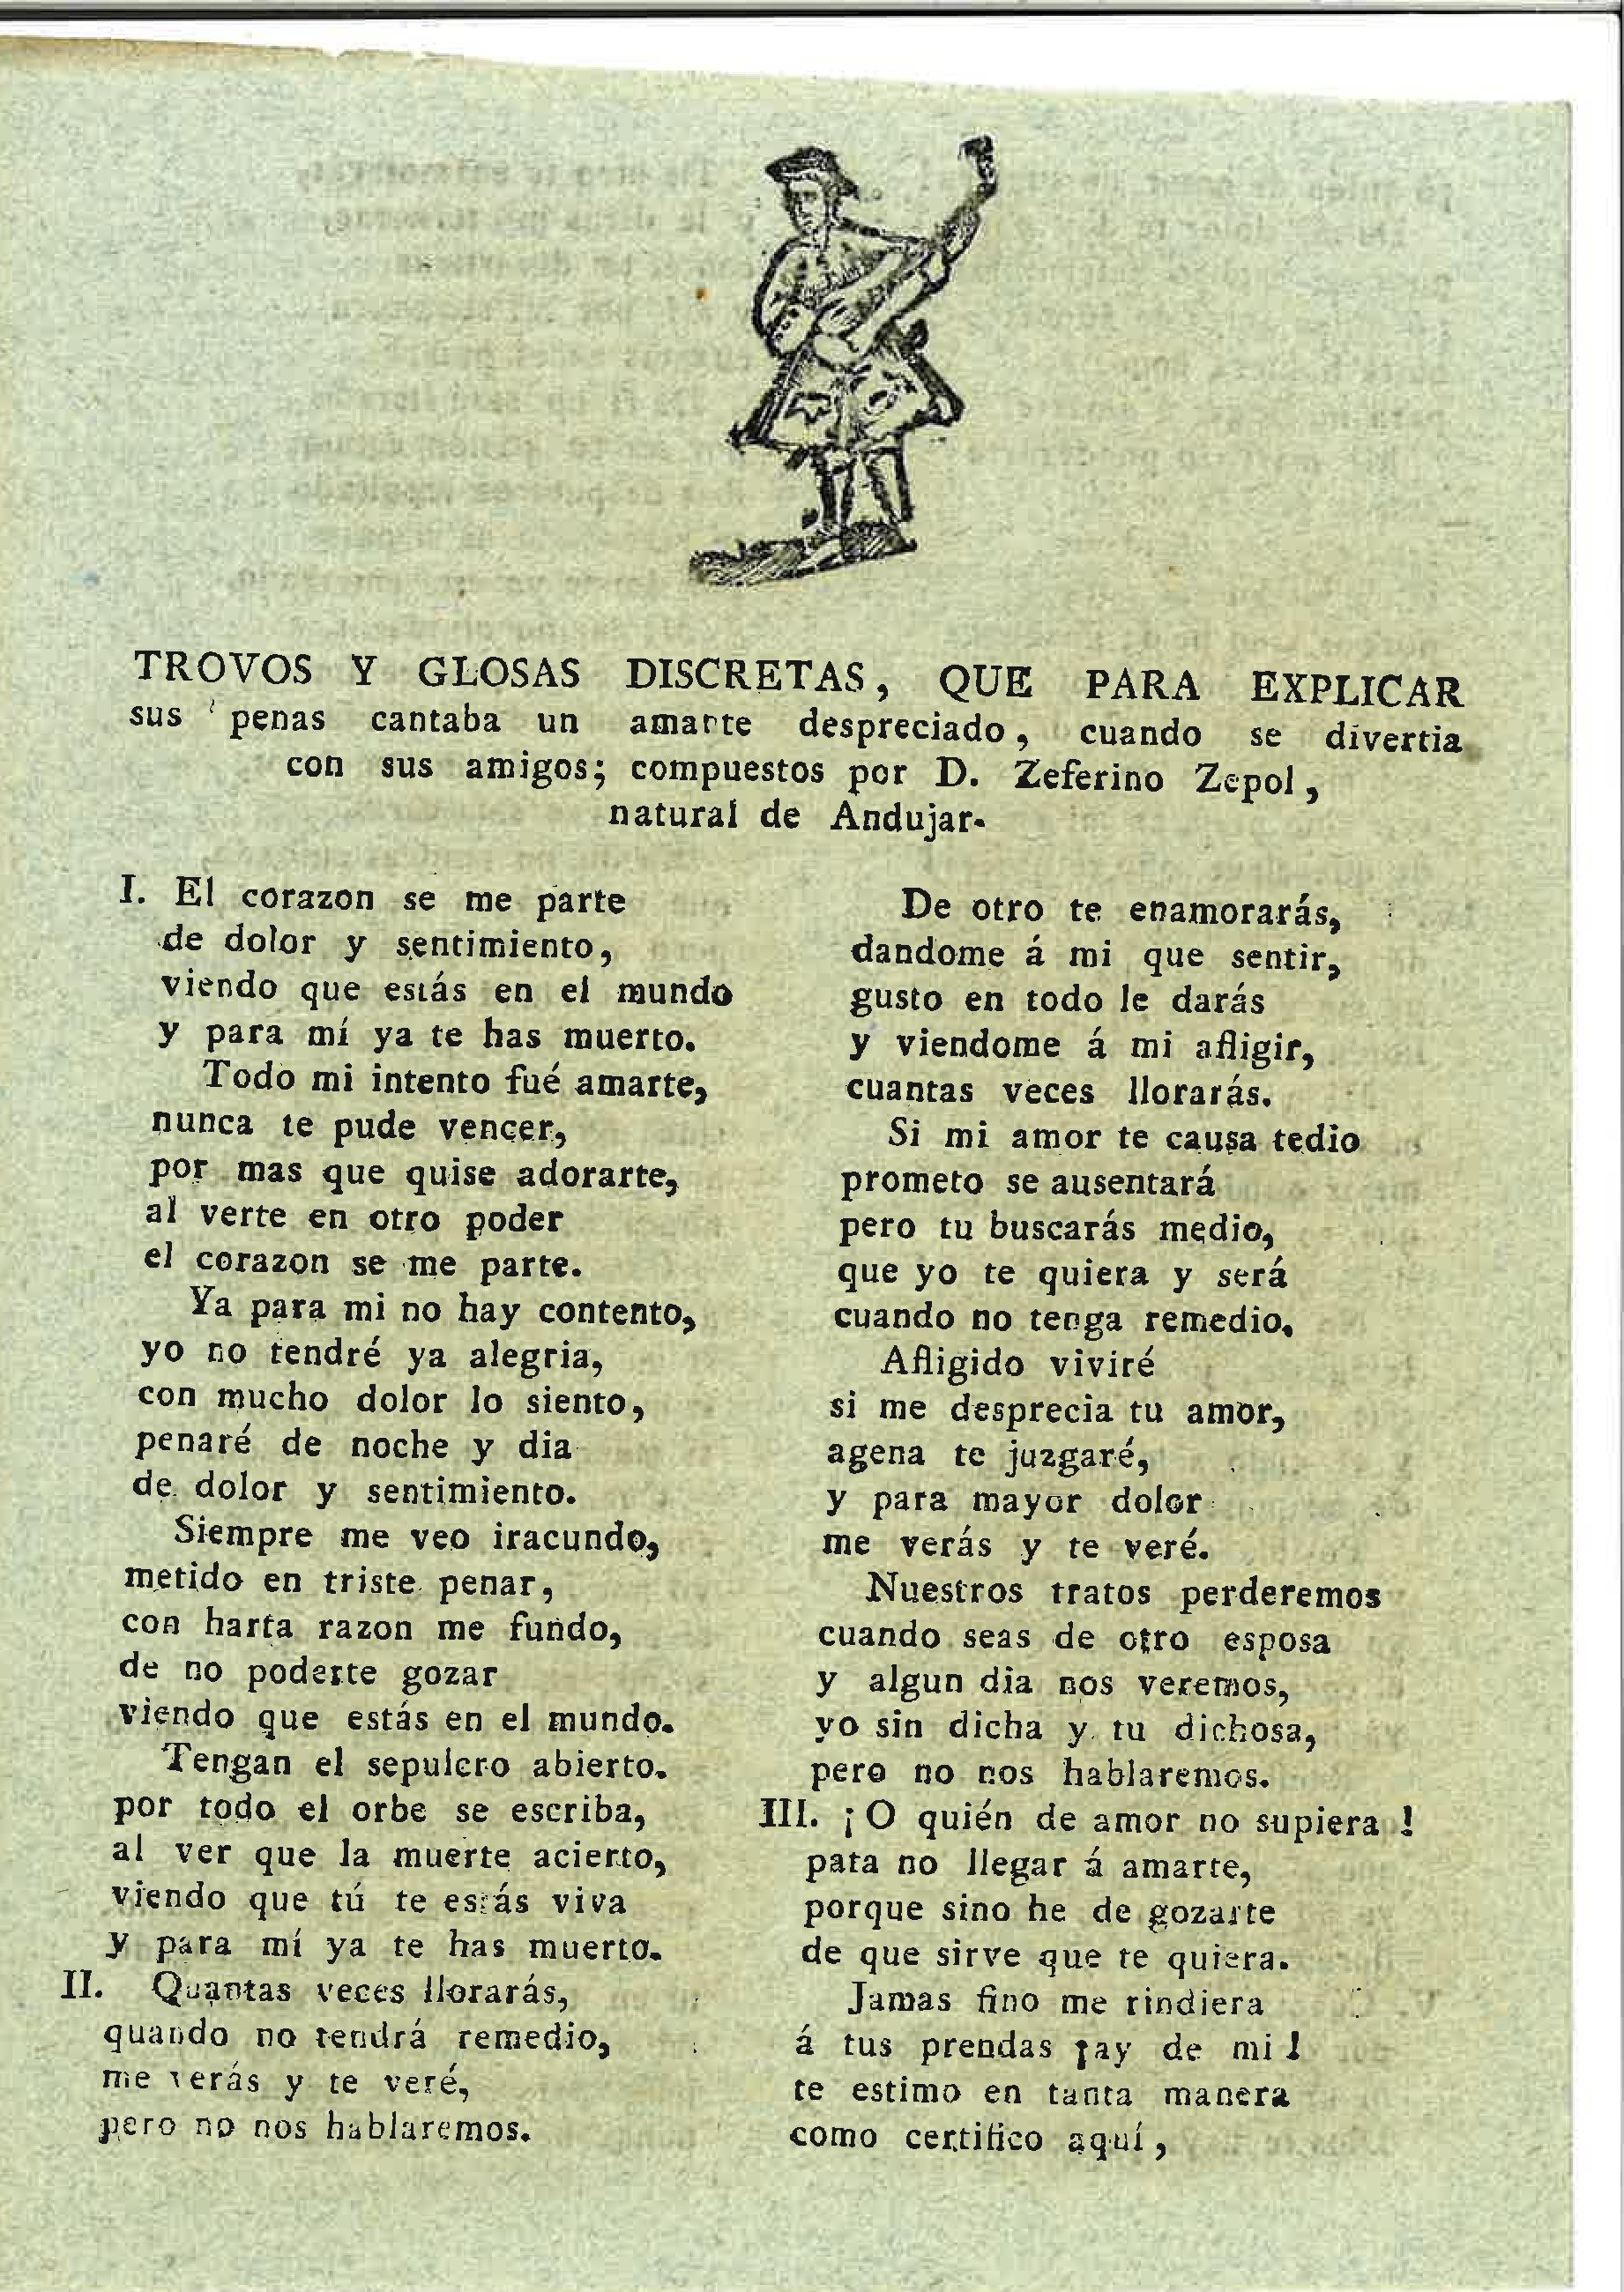 TROVOS Y GLOSAS DISCRETAS, QUE PARA EXPLICAR
sus penas cantaba un amante despreciado, cuando se divertia
con sus amigos; compuestos por D. Zeferino Zepol,
natural de Andujar.
I. El corazon se me parte
de dolor y sentimiento,
viendo que estás en el mundo
y para mí ya te has muerto.
Todo mi intento fué amarte,
nunca te pude vencer,
por mas que quise adorarte,
al verte en otro poder
el corazon se me parte.
Ya para mi no hay contento,
yo no tendré ya alegria,
con mucho dolor lo siento,
penaré de noche y dia
de dolor y sentimiento.
Siempre me veo iracundo,
metido en triste penar,
con harta razon me fundo,
de no poderte gozar
viendo que estás en el mundo.
Tengan el sepulcro abierto.
por todo el orbe se escriba,
al ver que la muerte acierto,
viendo que tú te estás viva
y para mí ya te has muerto.
II. Quantas veces llorarás,
quando no tendrá remedio,
me verás y te veré,
pero no nos hablaremos.
De otro te enamorarás,
dandome á mi que sentir,
gusto en todo le darás
y viendome á mi afligir,
cuantas veces llorarás.
Si mi amor te causa tedio
prometo se ausentará
pero tu buscarás medio,
que yo te quiera y será
cuando no tenga remedio.
Afligido viviré
si me desprecia tu amor,
agena te juzgaré,
y para mayor dolor
me verás y te veré.
Nuestros tratos perderemos
cuando seas de otro esposa
y algun dia nos veremos,
yo sin dicha y tu dichosa,
pero no nos hablaremos.
III. ¡O quién de amor no supiera!
pata no llegar á amarte,
porque sino he de gozarte
de que sirve que te quiera.
Jamas fino me rindiera
á tus prendas ¡ay de mi!
te estimo en tanta manera
como certifico aquí,